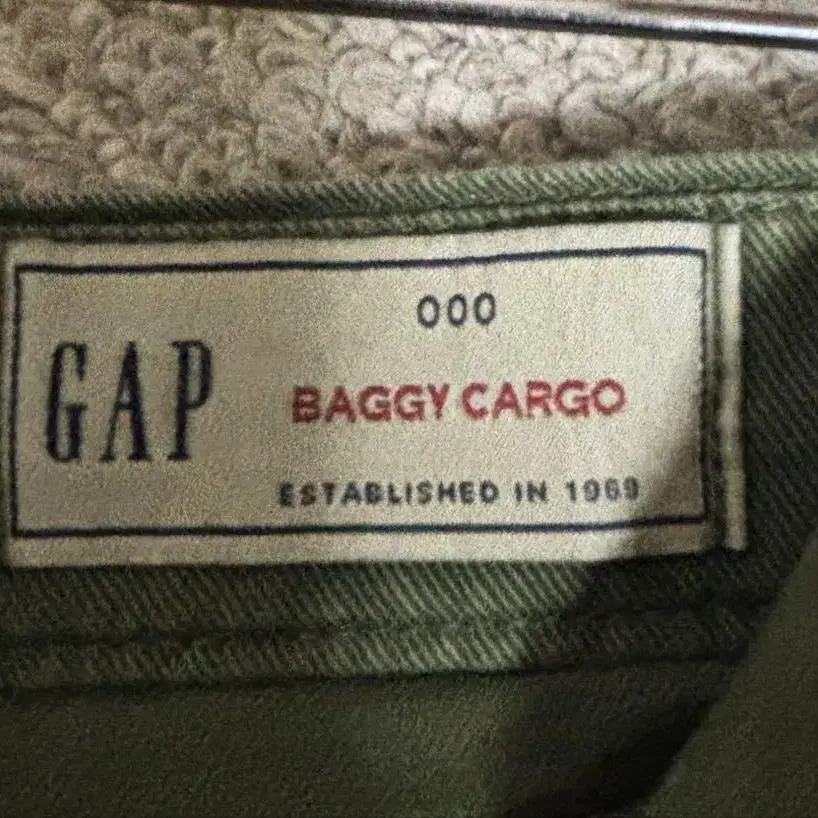 000
GAP
BAGGY CARGO
ESTABLISHED IN 1969